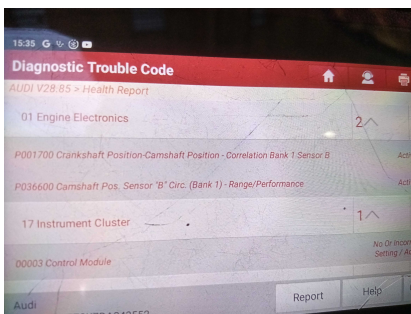 15:35 G
Diagnostic Trouble Code
AUDI V28.85 > Health Report
01 Engine Electronics
2
P001700 Crankshaft Position-Camshaft Position - Correlation Bank 1 Sensor B
Acti
P036600 Camshaft Pos. Sensor "B" Circ. (Bank 1) - Range/Performance
Acti
17 Instrument Cluster
1
No Or Incor
Setting / A
00003 Control Module
Report
Help
Audi